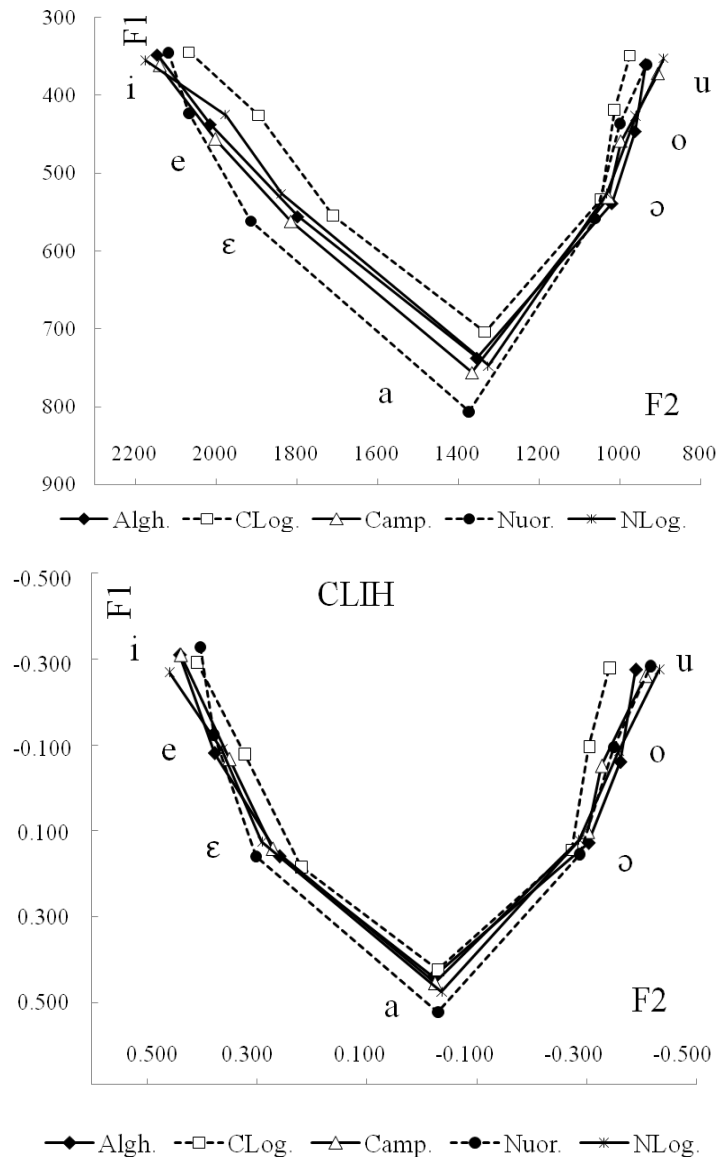 300
400
500
600
700
800
900
F1
i
e
ɛ
a
u
o
ɔ
F2
2200 2000 1800 1600 1400 1200 1000 800
Algh. CLog. Camp. Nuor. NLog.
CLIH
F1
-0.500
-0.300
-0.100
0.100
0.300
0.500
i
e
ɛ
a
u
o
ɔ
F2
0.500 0.300 0.100 -0.100 -0.300 -0.500
Algh. CLog. Camp. Nuor. NLog.